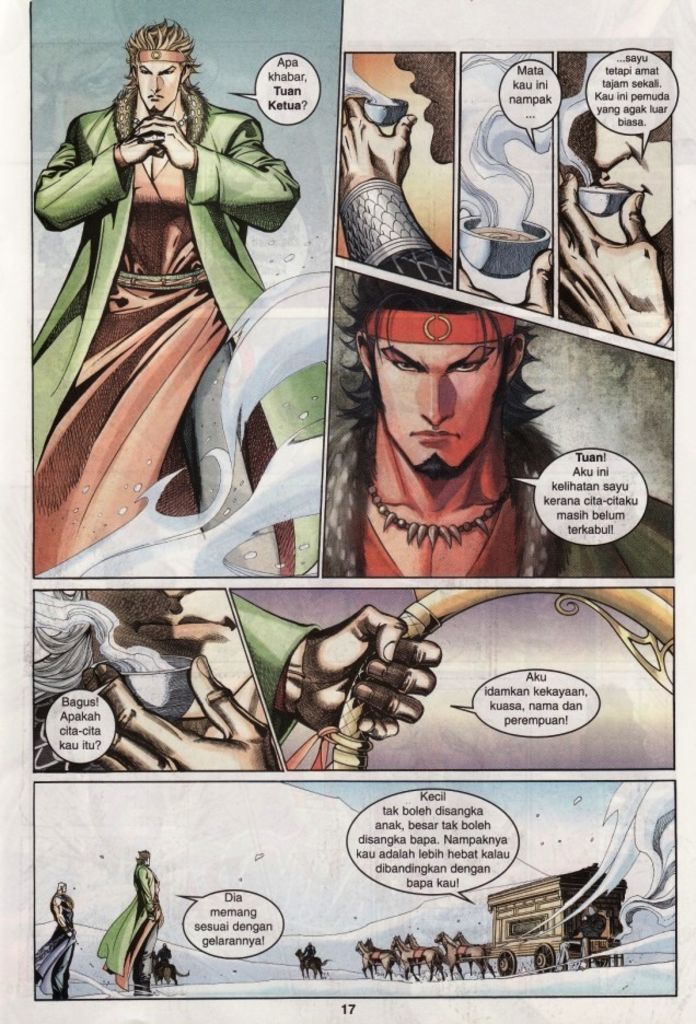 Apa
khabar,
Tuan
Ketua?
Mata
kau ini
nampak
...
...sayu
tetapi amat
tajam sekali.
Kau ini pemuda
yang agak luar
biasa.
Tuan!
Aku ini
kelihatan sayu
kerana cita-citaku
masih belum
terkabul!
Bagus!
Apakah
cita-cita
kau itu?
Aku
idamkan kekayaan,
kuasa, nama dan
perempuan!
Kecil
tak boleh disangka
anak, besar tak boleh
disangka bapa. Nampaknya
kau adalah lebih hebat kalau
dibandingkan dengan
bapa kau!
Dia
memang
sesuai dengan
gelarannya!
17